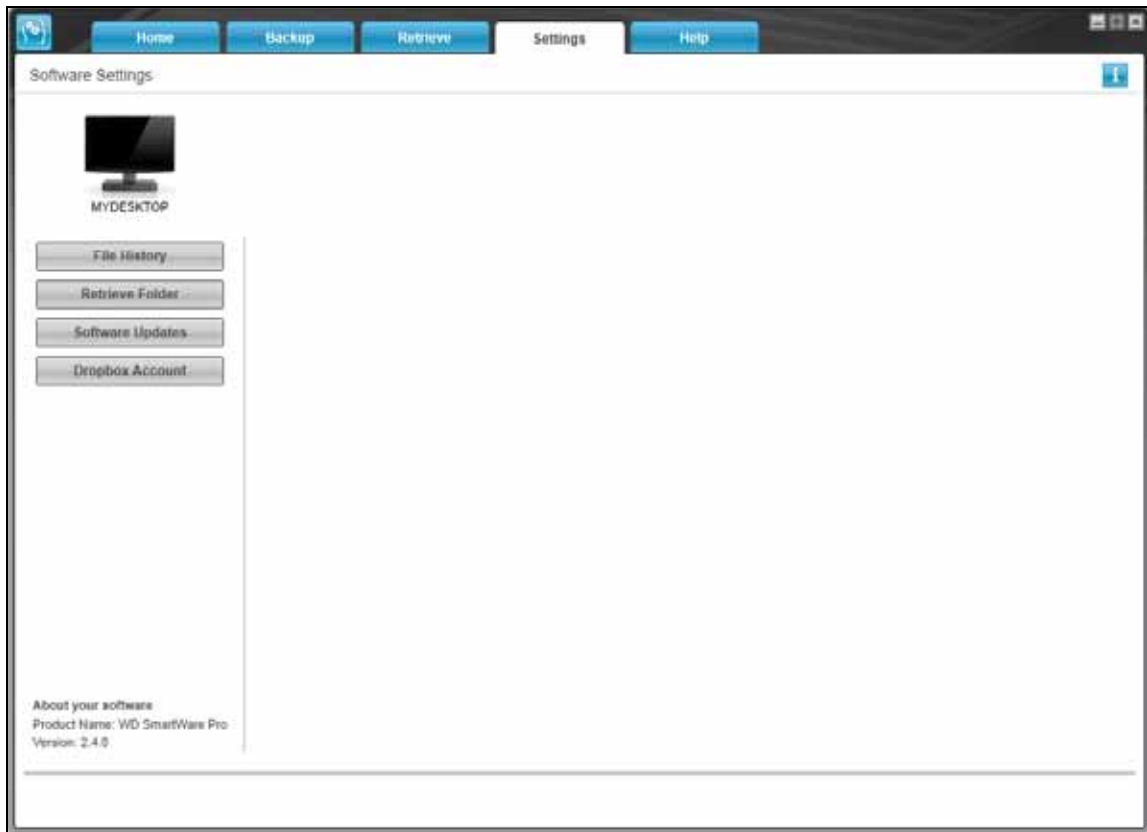 Home Backup Retrieve Settings Help
Software Settings
i
MYDESKTOP
File History
Retrieve Folder
Software Updates
Dropbox Account
About your software
Product Name: WD SmartWare Pro
Version: 2.4.0